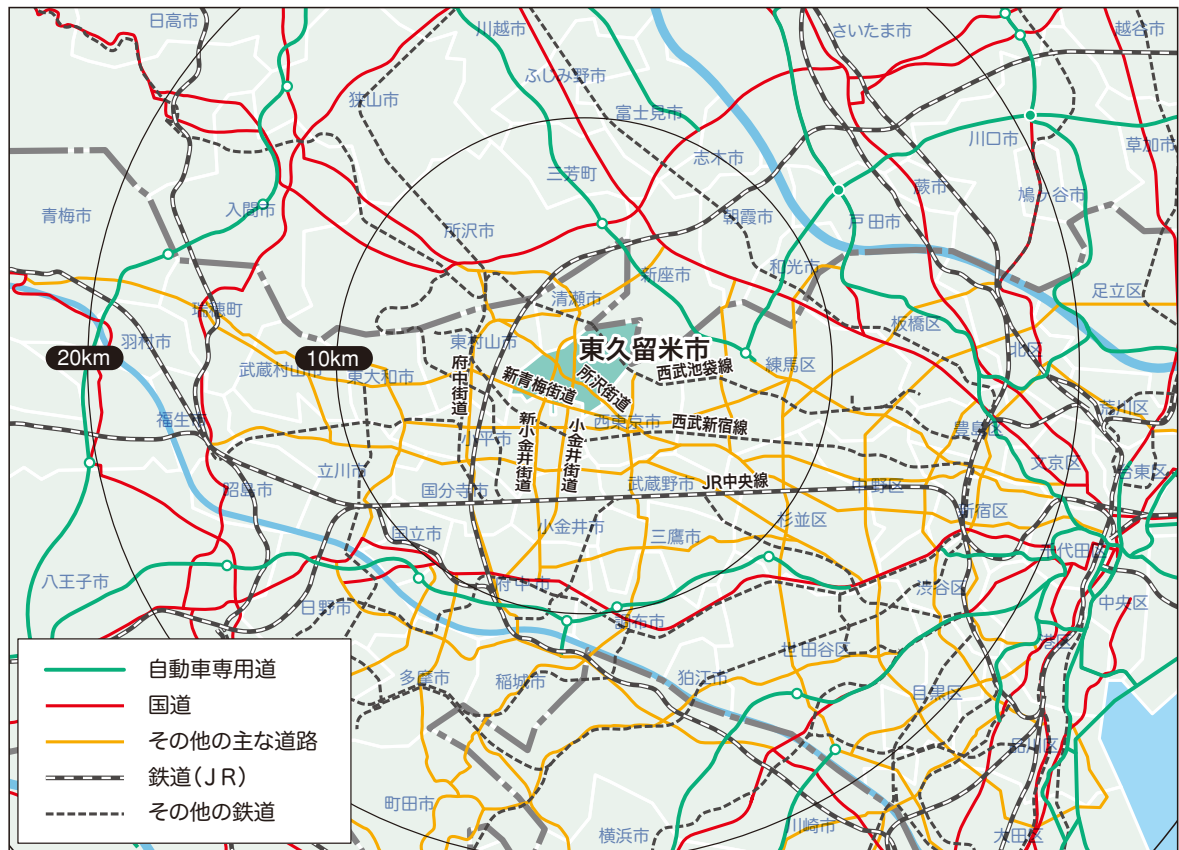 日高市
川越市
さいたま市
越谷市
ふじみ野市
狭山市
富士見市
川口市
草加市
志木市
三芳町
蕨市
鳩ヶ谷市
青梅市
入間市
所沢市
朝霞市
戸田市
新座市
和光市
足立区
清瀬市
瑞穂町
板橋区
羽村市
20km
10km
東村山市
東久留米市
北区
武蔵村山市
東大和市
府中街道
新青梅街道
所沢街道
西武池袋線
練馬区
荒川区
福生市
小平市
新小金井街道
小金井街道
西東京市
西武新宿線
豊島区
立川市
文京区
台東区
昭島市
国分寺市
武蔵野市
JR中央線
中野区
新宿区
国立市
小金井市
三鷹市
杉並区
千代田区
八王子市
府中市
渋谷区
中央区
日野市
調布市
世田谷区
港区
多摩市
稲城市
狛江市
目黒区
品川区
町田市
横浜市
川崎市
大田区
自動車専用道
国道
その他の主な道路
鉄道(JR)
その他の鉄道